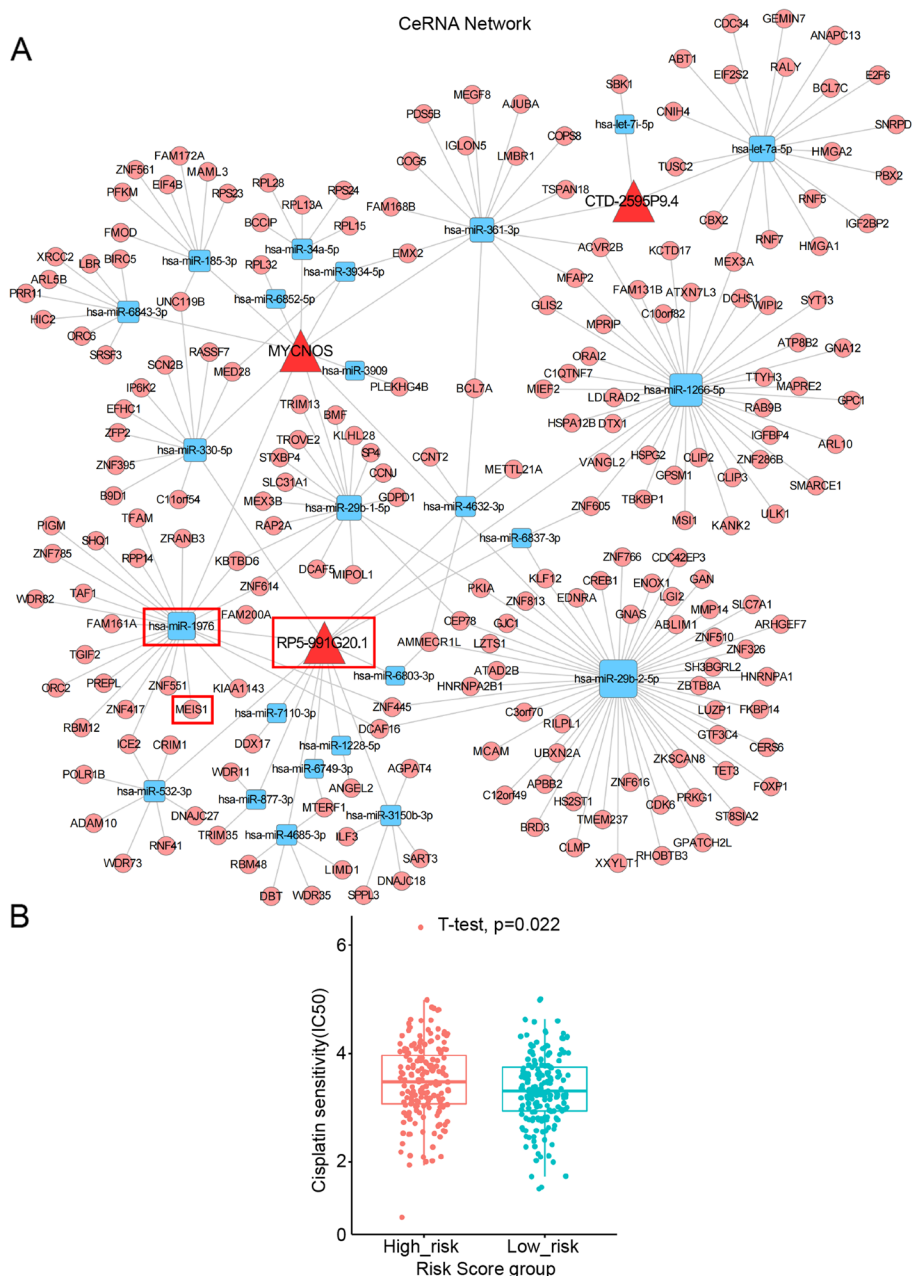 CeRNA Network
A
CDC34
GEMIN7
ANAPC13
ABT1
EIF2S2
RALY
E2F6
BCL7C
SBK1
MEGF8
AJUBA
PDS5B
CNIH4
SNRPD
hsa-let-7i-5p
COPS8
IGLON5
LMBR1
COG5
hsa-let-7a-5p
HMGA2
TUSC2
PBX2
FAM172A
ZNF561
MAML3
EIF4B
RPL28
RPS24
PFKM
RPS23
RPL13A
TSPAN18
CTD-2595P9.4
RNF5
FAM168B
IGF2BP2
BCCIP
RPL15
CBX2
FMOD
hsa-miR-361-3p
RNF7
HMGA1
hsa-miR-34a-5p
EMX2
AGVR2B
KCTD17
MEX3A
XRCC2
LBR
BIRC5
hsa-miR-185-3p
RPL32
hsa-miR-3934-5p
ARL5B
MFAP2
FAM131B
ATXN7L3
DCHS1
WIPI2
SYT13
PRR11
UNC119B
hsa-miR-6852-5p
GLIS2
hsa-miR-6843-3p
C10orf82
HIC2
MPRIP
ORC6
SRSF3
RASSF7
MYCNOS
ATP8B2
GNA12
SCN2B
MED28
hsa-miR-3909
ORAI2
TTYH3
C1QTNF7
MAPRE2
IP6K2
PLEKHG4B
BCL7A
MIEF2
LDLRAD2
hsa-miR-1266-5p
GPC1
EFHC1
TRIM13
BMF
RAB9B
HSPA12B
DTX1
ZFP2
TROVE2
KLHL28
IGFBP4
ARL10
hsa-miR-330-5p
STXBP4
SP4
CCNT2
METTL21A
VANGL2
HSPG2
CLIP2
ZNF286B
ZNF395
CCNJ
SLC31A1
GPSM1
CLIP3
SMARCE1
B9D1
C11orf54
MEX3B
GDPD1
TBKBP1
hsa-miR-29b-1-5p
hsa-miR-4632-3p
ZNF605
ULK1
PIGM
TFAM
RAP2A
MSI1
KANK2
SHQ1
ZRANB3
hsa-miR-6837-3p
ZNF785
RPP14
KBTBD6
DCAF5
MIPOL1
ZNF766
CDC42EP3
KLF12
CREB1
ENOX1
GAN
TAF1
ZNF614
PKIA
EDNRA
LGI2
WDR82
ZNF813
MMP14
SLC7A1
FAM200A
GNAS
FAM161A
hsa-miR-1976
CEP78
GJC1
ABLIM1
ARHGEF7
ZNF510
RP5-991G20.1
AMMECR1L
LZTS1
ZNF326
TGIF2
SH3BGRL2
hsa-miR-6803-3p
ATAD2B
hsa-miR-29b-2-5p
HNRNPA1
ORC2
PREPL
ZNF551
KIAA1143
HNRNPA2B1
ZBTB8A
ZNF417
MEIS1
hsa-miR-7110-3p
ZNF445
C3orf70
LUZP1
FKBP14
RBM12
RILPL1
DCAF16
GTF3C4
ICE2
CRIM1
DDX17
hsa-miR-1228-5p
MCAM
UBXN2A
ZKSCAN8
CERS6
POLR1B
WDR11
hsa-miR-6749-3p
AGPAT4
TET3
ANGEL2
APBB2
ZNF616
FOXP1
hsa-miR-532-3p
hsa-miR-877-3p
C12orf49
HS2ST1
CDK6
PRKG1
MTERF1
ADAM10
DNAJC27
hsa-miR-3150b-3p
TMEM237
ST8SIA2
TRIM35
BRD3
hsa-miR-4685-3p
ILF3
RNF41
CLMP
GPATCH2L
WDR73
RBM48
LIMD1
SART3
RHOBTB3
XXYLT1
DNAJC18
DBT
WDR35
SPPL3
B
T-test, p=0.022
6
4
2
0
Cisplatin sensitivity(IC50)
High_risk
Low_risk
Risk Score group